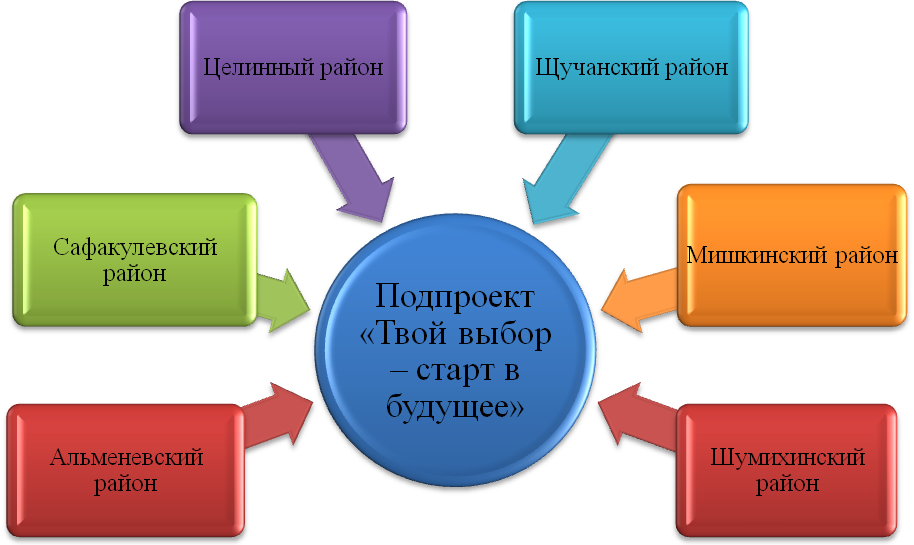 Целинный район
Щучанский район
Сафакулевский
район
Мишкинский район
Подпроект
«Твой выбор
– старт в
будущее»
Альменевский
район
Шумихинский
район